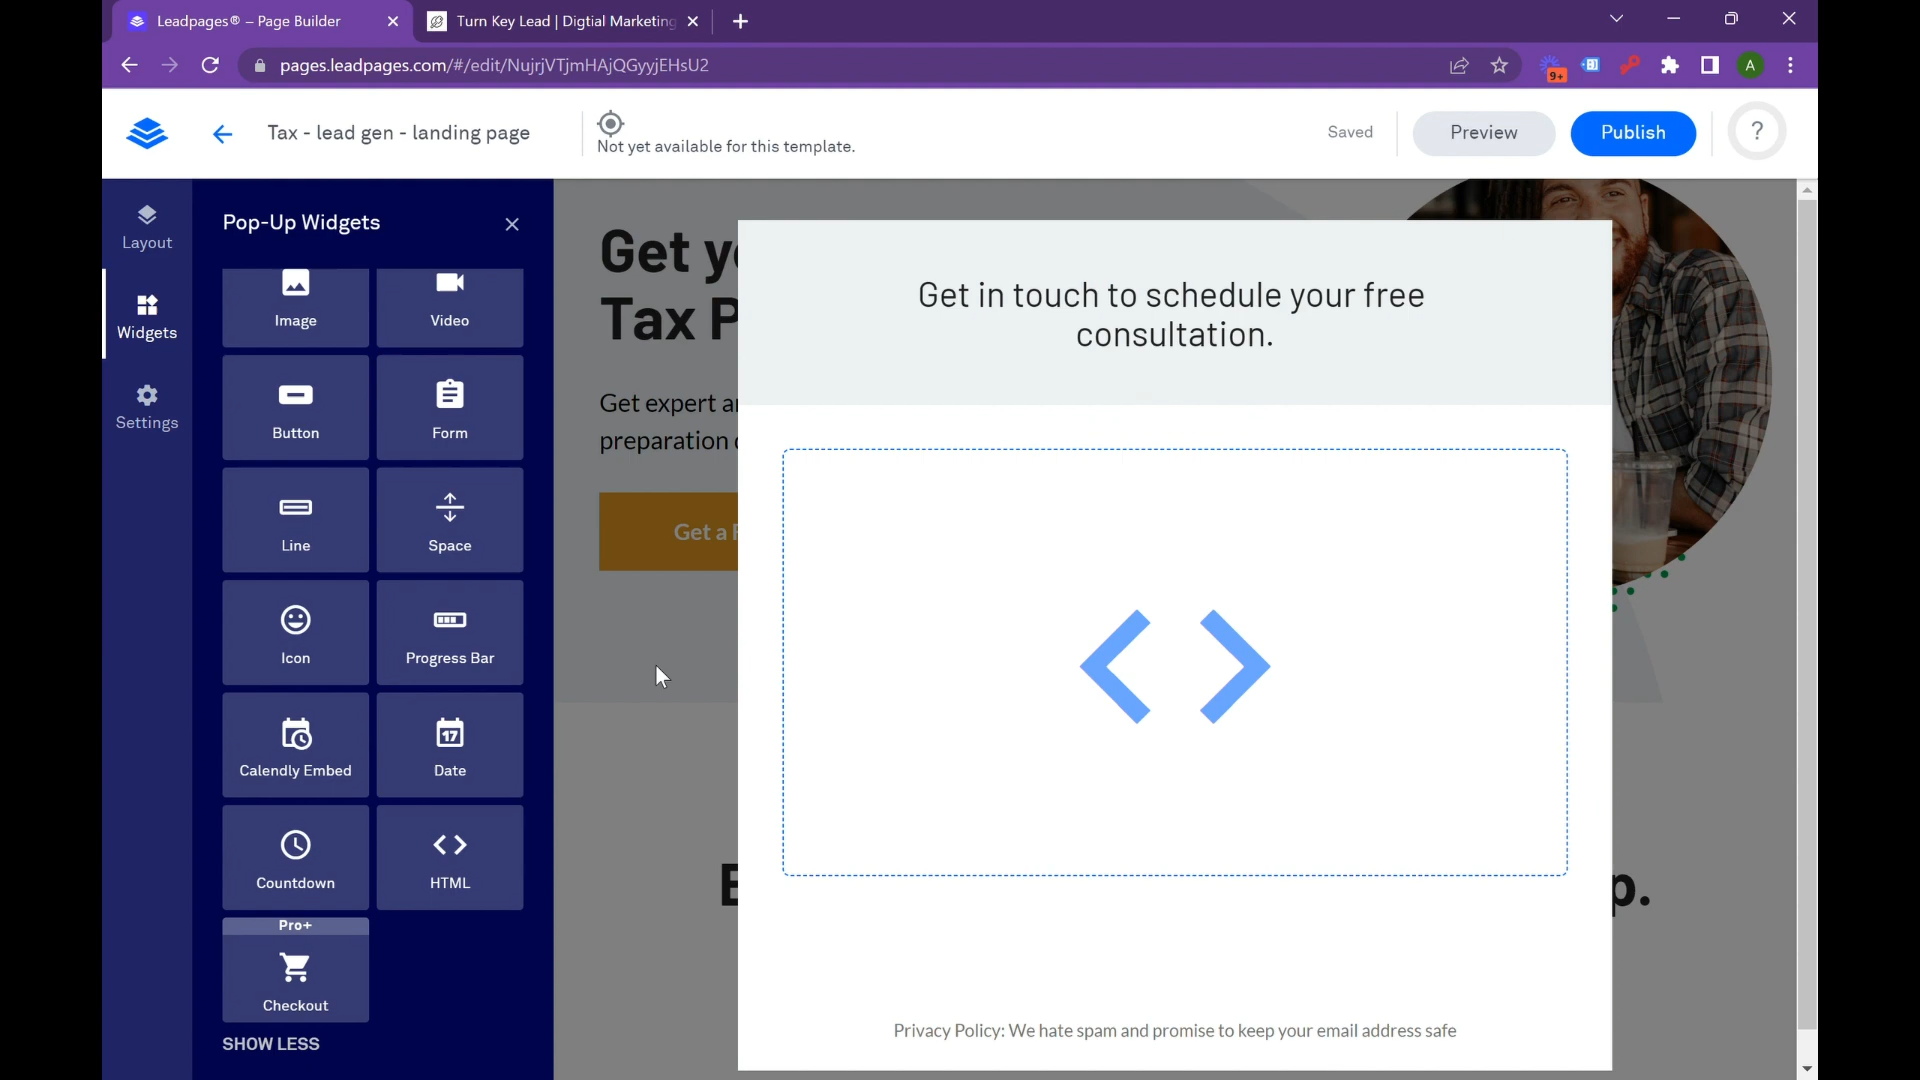 Leadpages® – Page Builder
Turn Key Lead | Digtial Marketing
pages.leadpages.com/#/edit/NujrjVTjmHAjQGyyjEHsU2
9+
A
Tax - lead gen - landing page
Not yet available for this template.
Saved
Preview
Publish
?
Layout
Widgets
Settings
Pop-Up Widgets
Image
Video
Button
Form
Line
Space
Icon
Progress Bar
Calendly Embed
17
Date
Countdown
HTML
Pro+
Checkout
SHOW LESS
Get y
Tax P
Get expert a
preparation
Get a
Get in touch to schedule your free
consultation.
Privacy Policy: We hate spam and promise to keep your email address safe
p.